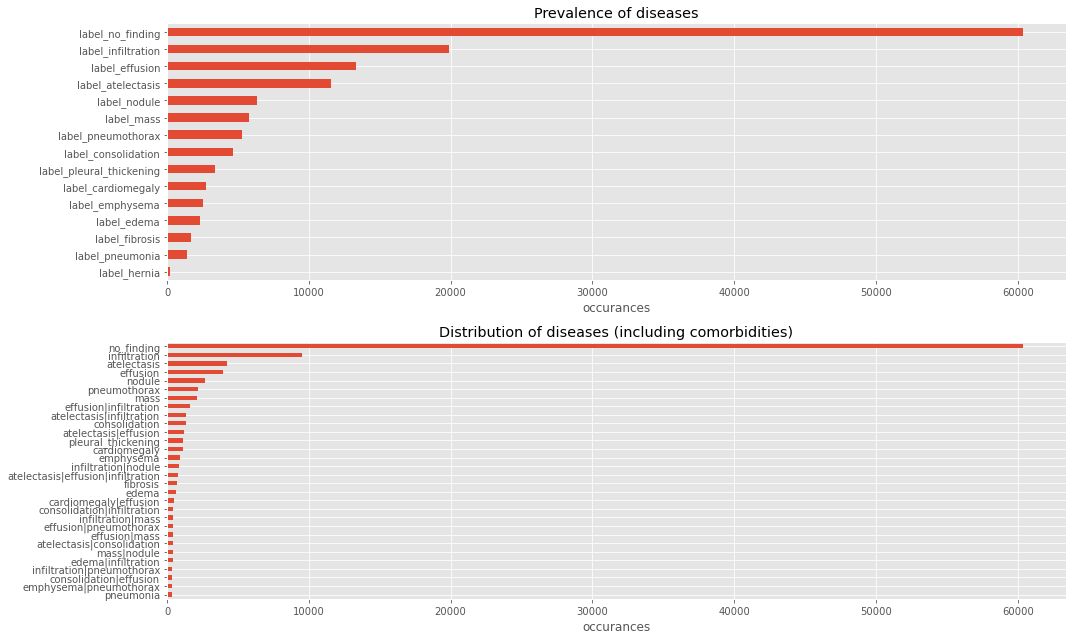 Prevalence of diseases
label_no_finding
label_infiltration
label_effusion
label_atelectasis
label_nodule
label_mass
label_pneumothorax
label_consolidation
label_pleural_thickening
label_cardiomegaly
label_emphysema
label_edema
label_fibrosis
label_pneumonia
label_hernia
0 10000 20000 30000 40000 50000 60000
occurances
Distribution of diseases (including comorbidities)
no_finding
infiltration
atelectasis
effusion
nodule
pneumothorax
mass
effusion|infiltration
atelectasis|infiltration
consolidation
atelectasis|effusion
pleural_thickening
cardiomegaly
emphysema
infiltration|nodule
atelectasis|effusion|infiltration
fibrosis
edema
cardiomegaly|effusion
consolidation|infiltration
infiltration|mass
effusion|pneumothorax
effusion|mass
atelectasis|consolidation
mass|nodule
edema|infiltration
infiltration|pneumothorax
consolidation|effusion
emphysema|pneumothorax
pneumonia
0 10000 20000 30000 40000 50000 60000
occurances